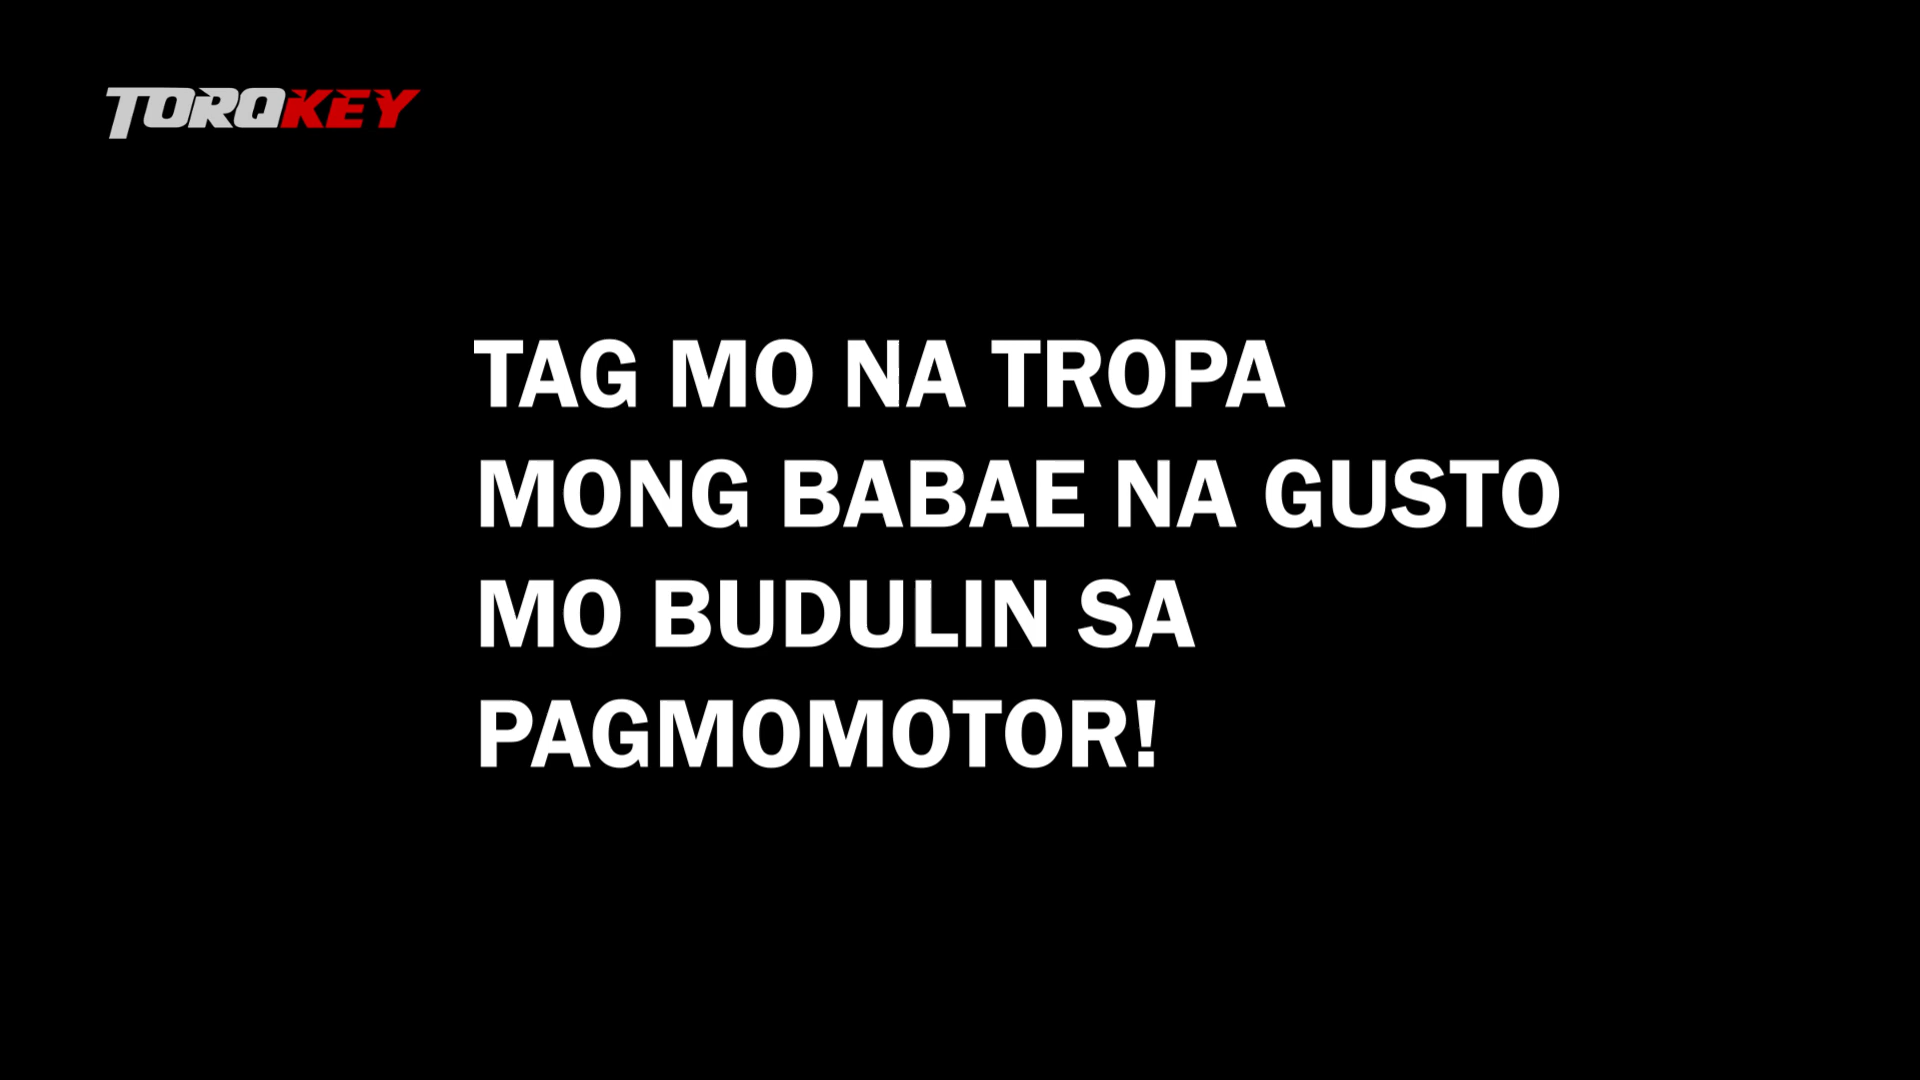 TORQKEY
TAG MO NA TROPA
MONG BABAE NA GUSTO
MO BUDULIN SA
PAGMOMOTOR!